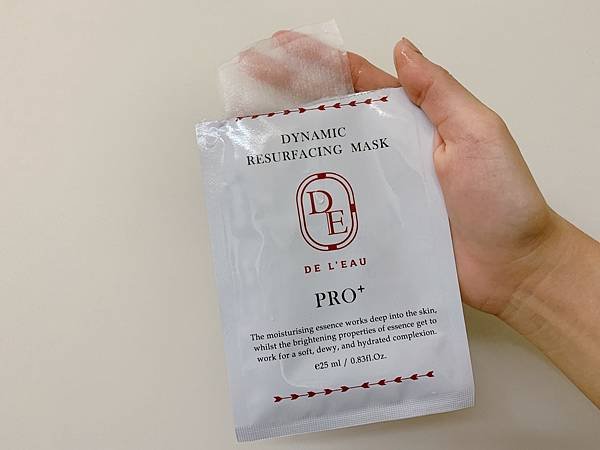 DYNAMIC
RESURFACING MASK
DE
DE L'EAU
PRO+
The moisturising essence works deep into the skin,
whilst the brightening properties of essence get to
work for a soft, dewy, and hydrated complexion.
e25 ml / 0.83fl.Oz.